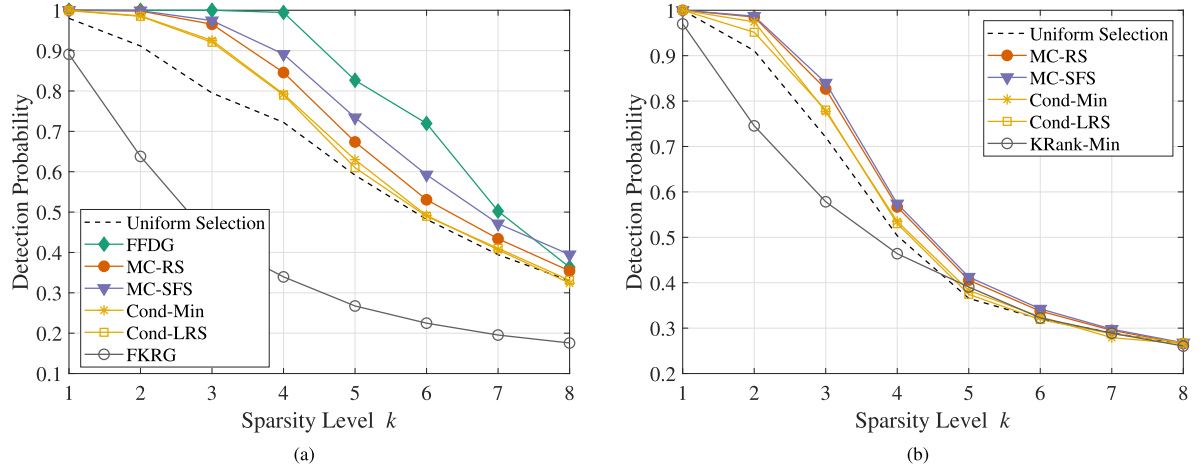 1
0.9
0.8
0.7
0.6
0.5
0.4
0.3
0.2
0.1
Detection Probability
Uniform Selection
FFDG
MC-RS
MC-SFS
Cond-Min
Cond-LRS
FKRG
1 2 3 4 5 6 7 8
Sparsity Level k
(a)
1
0.9
0.8
0.7
0.6
0.5
0.4
0.3
0.2
Detection Probability
Uniform Selection
MC-RS
MC-SFS
Cond-Min
Cond-LRS
KRank-Min
1 2 3 4 5 6 7 8
Sparsity Level k
(b)